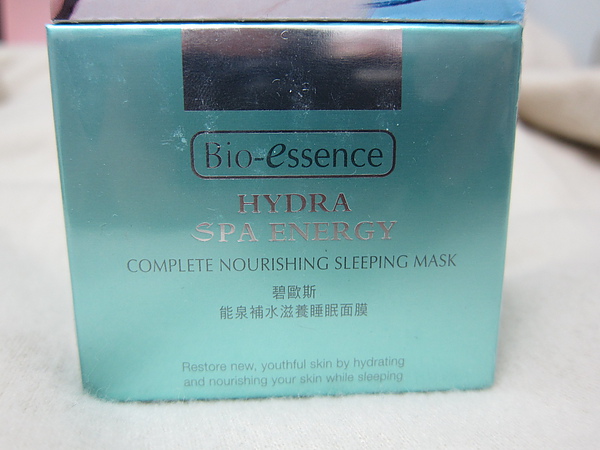 Bio-essence
HYDRA
SPA ENERGY
COMPLETE NOURISHING SLEEPING MASK
碧歐斯
能泉補水滋養睡眠面膜
Restore new, youthful skin by hydrating
and nourishing your skin while sleeping